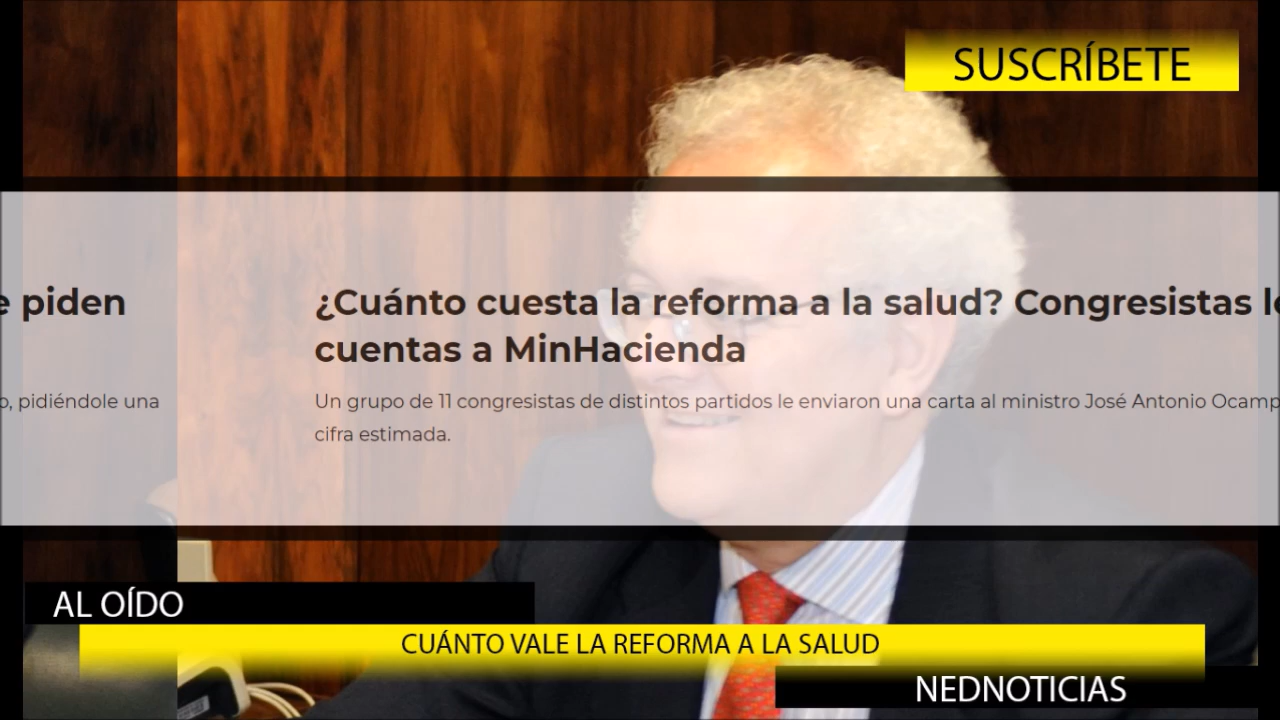 SUSCRÍBETE
e piden
¿Cuánto cuesta la reforma a la salud? Congresistas l
cuentas a MinHacienda
o, pidiéndole una
Un grupo de 11 congresistas de distintos partidos le enviaron una carta al ministro José Antonio Ocamp
cifra estimada.
AL OÍDO
CUÁNTO VALE LA REFORMA A LA SALUD
NEDNOTICIAS